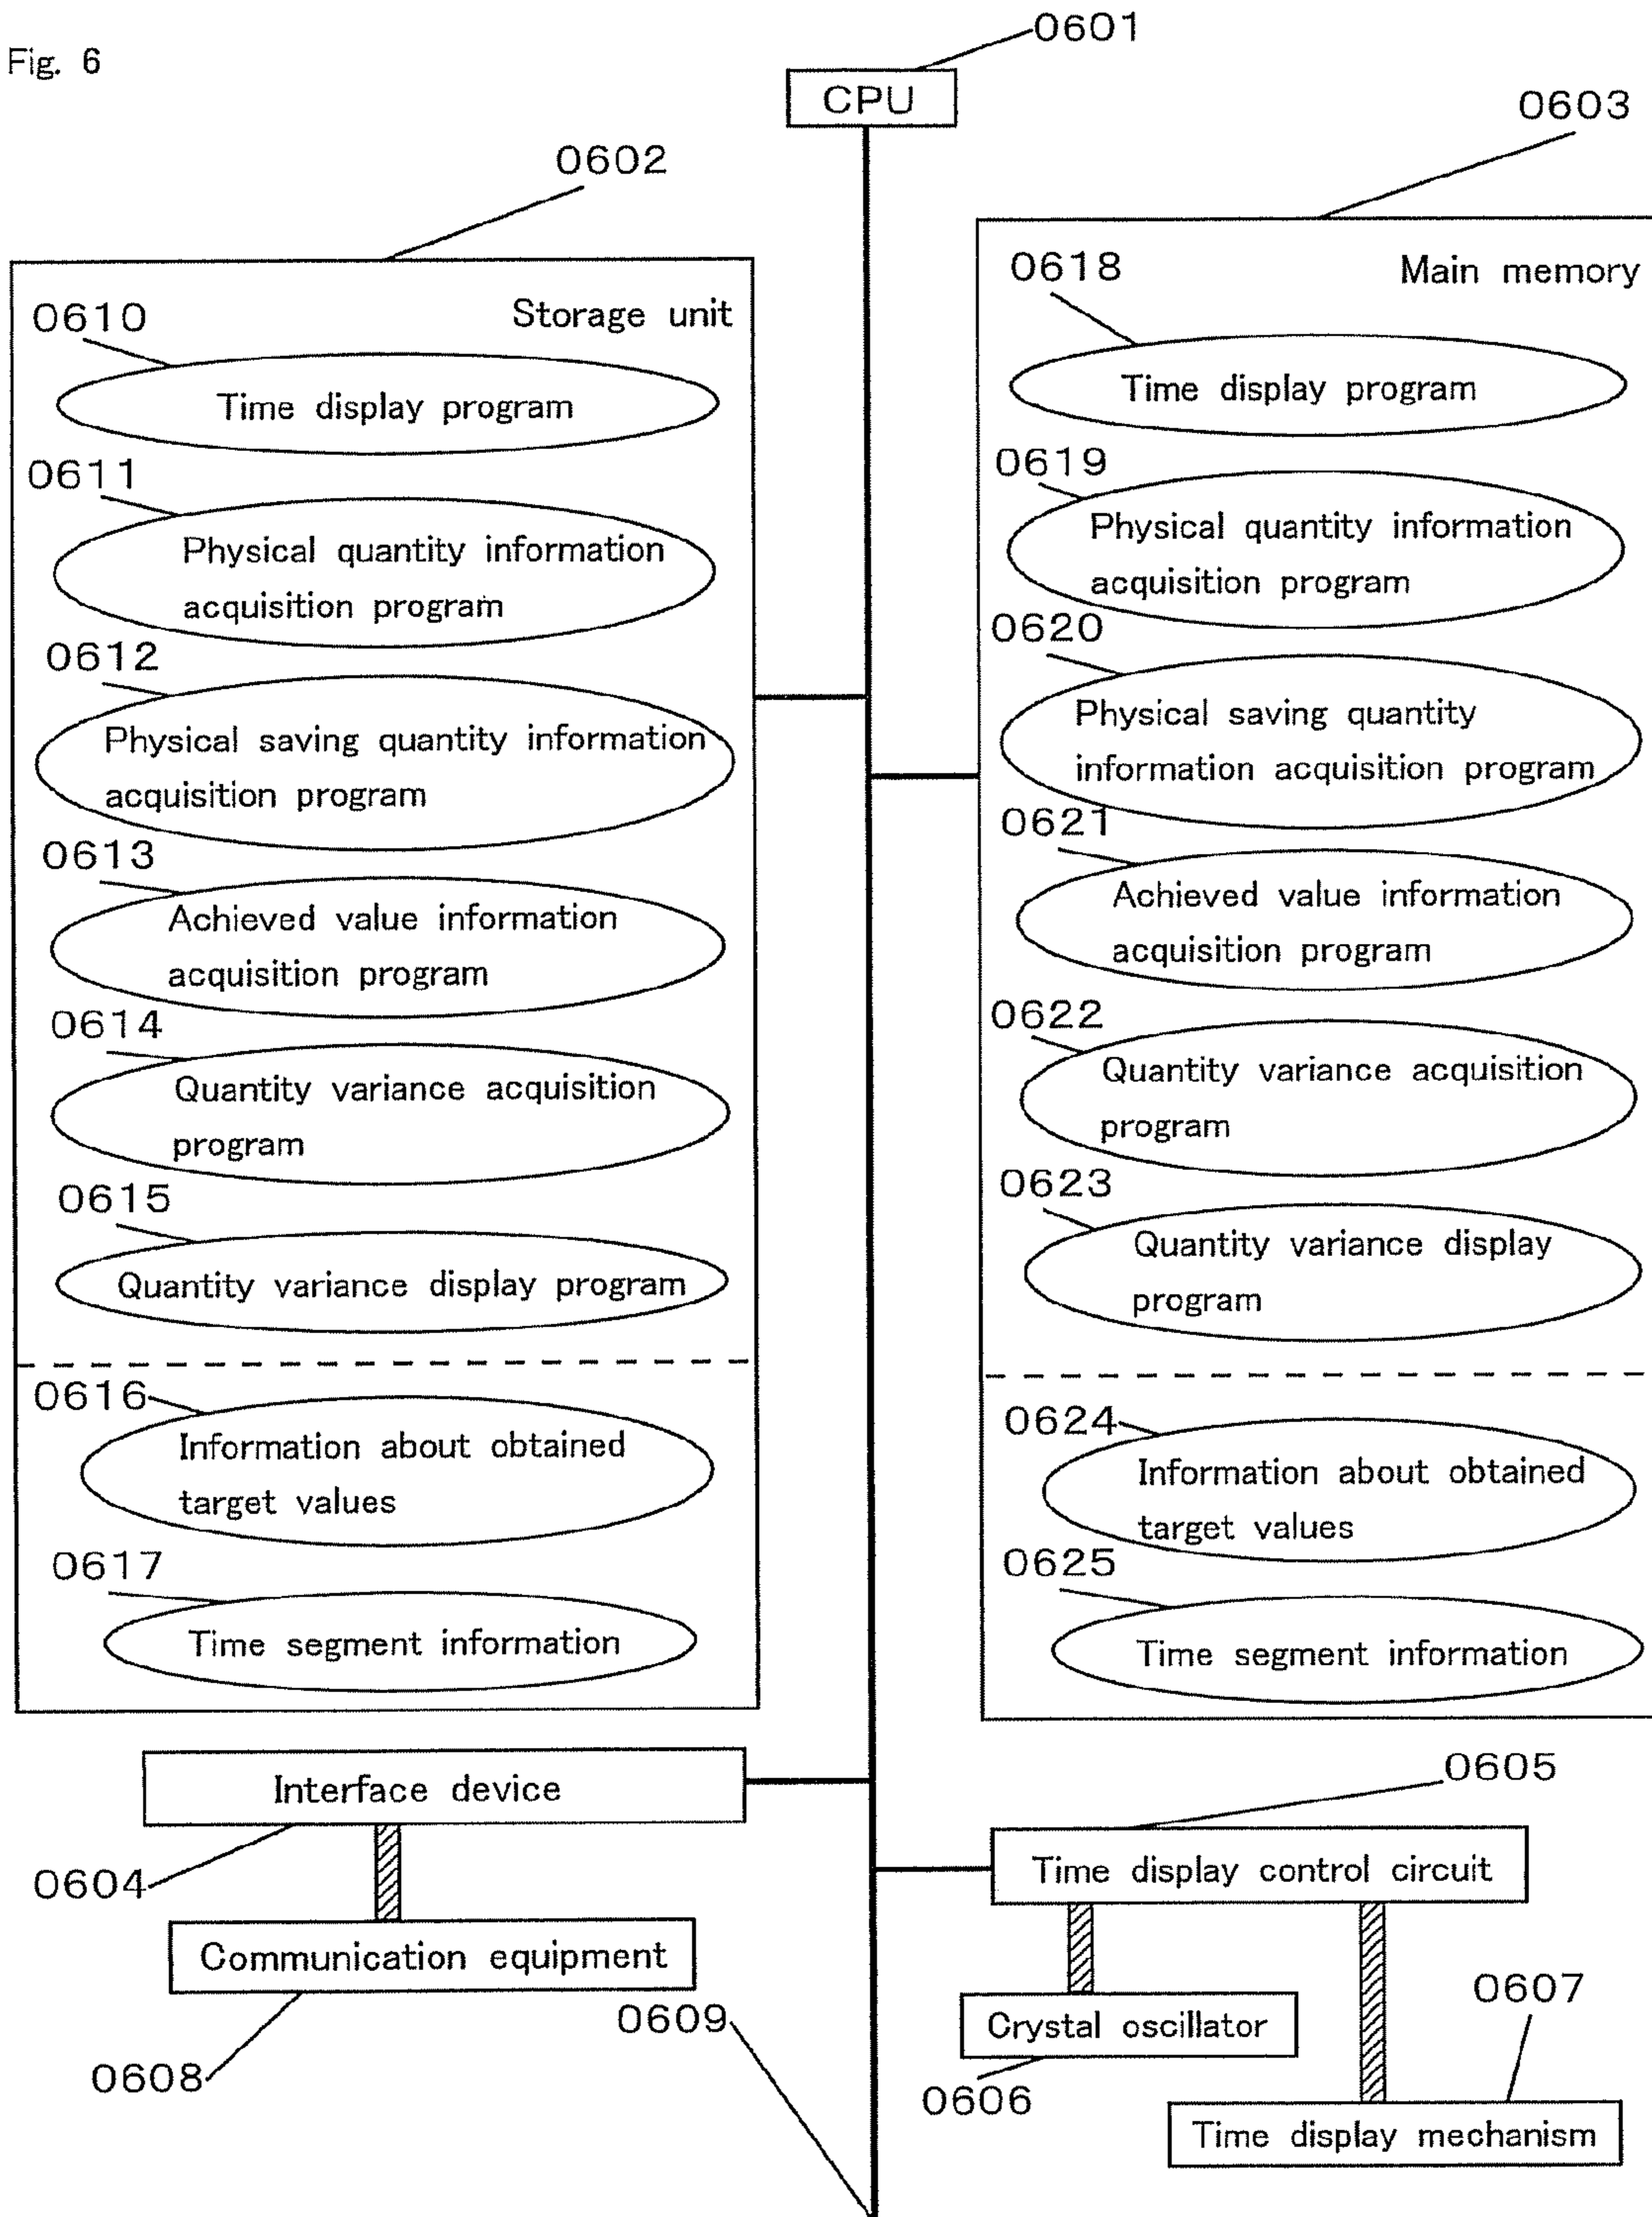 Fig. 6
0601
CPU
0602
0603
Storage unit
0610
Time display program
0611
Physical quantity information
acquisition program
0612
Physical saving quantity information
acquisition program
0613
Achieved value information
acquisition program
0614
Quantity variance acquisition
program
0615
Quantity variance display program
0616
Information about obtained
target values
0617
Time segment information
Main memory
0618
Time display program
0619
Physical quantity information
acquisition program
0620
Physical saving quantity
information acquisition program
0621
Achieved value information
acquisition program
0622
Quantity variance acquisition
program
0623
Quantity variance display
program
0624
Information about obtained
target values
0625
Time segment information
Interface device
0604
Communication equipment
0608
0609
0605
Time display control circuit
Crystal oscillator
0606
0607
Time display mechanism